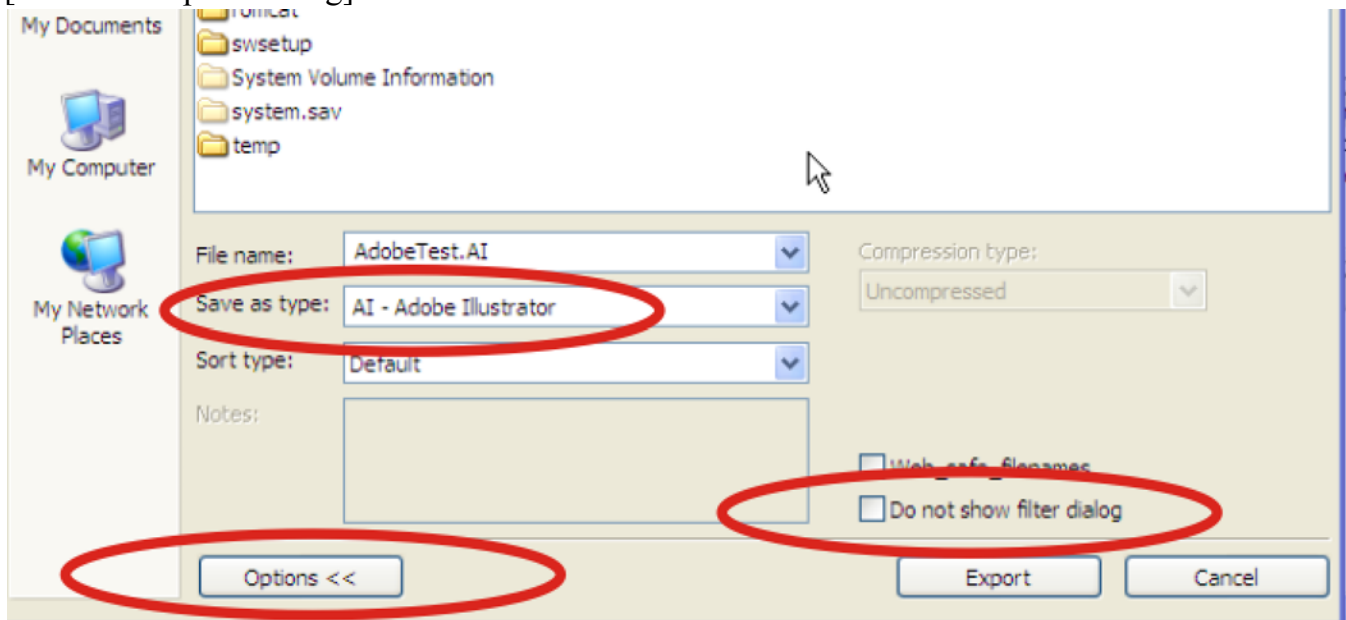 My Documents
Tomcat
swsetup
System Volume Information
system.sav
temp
My Computer
My Network
Places
File name:
AdobeTest.AI
Compression type:
Uncompressed
Save as type:
AI - Adobe Illustrator
Sort type:
Default
Notes:
Web_safe_filenames
Do not show filter dialog
Options <<
Export
Cancel